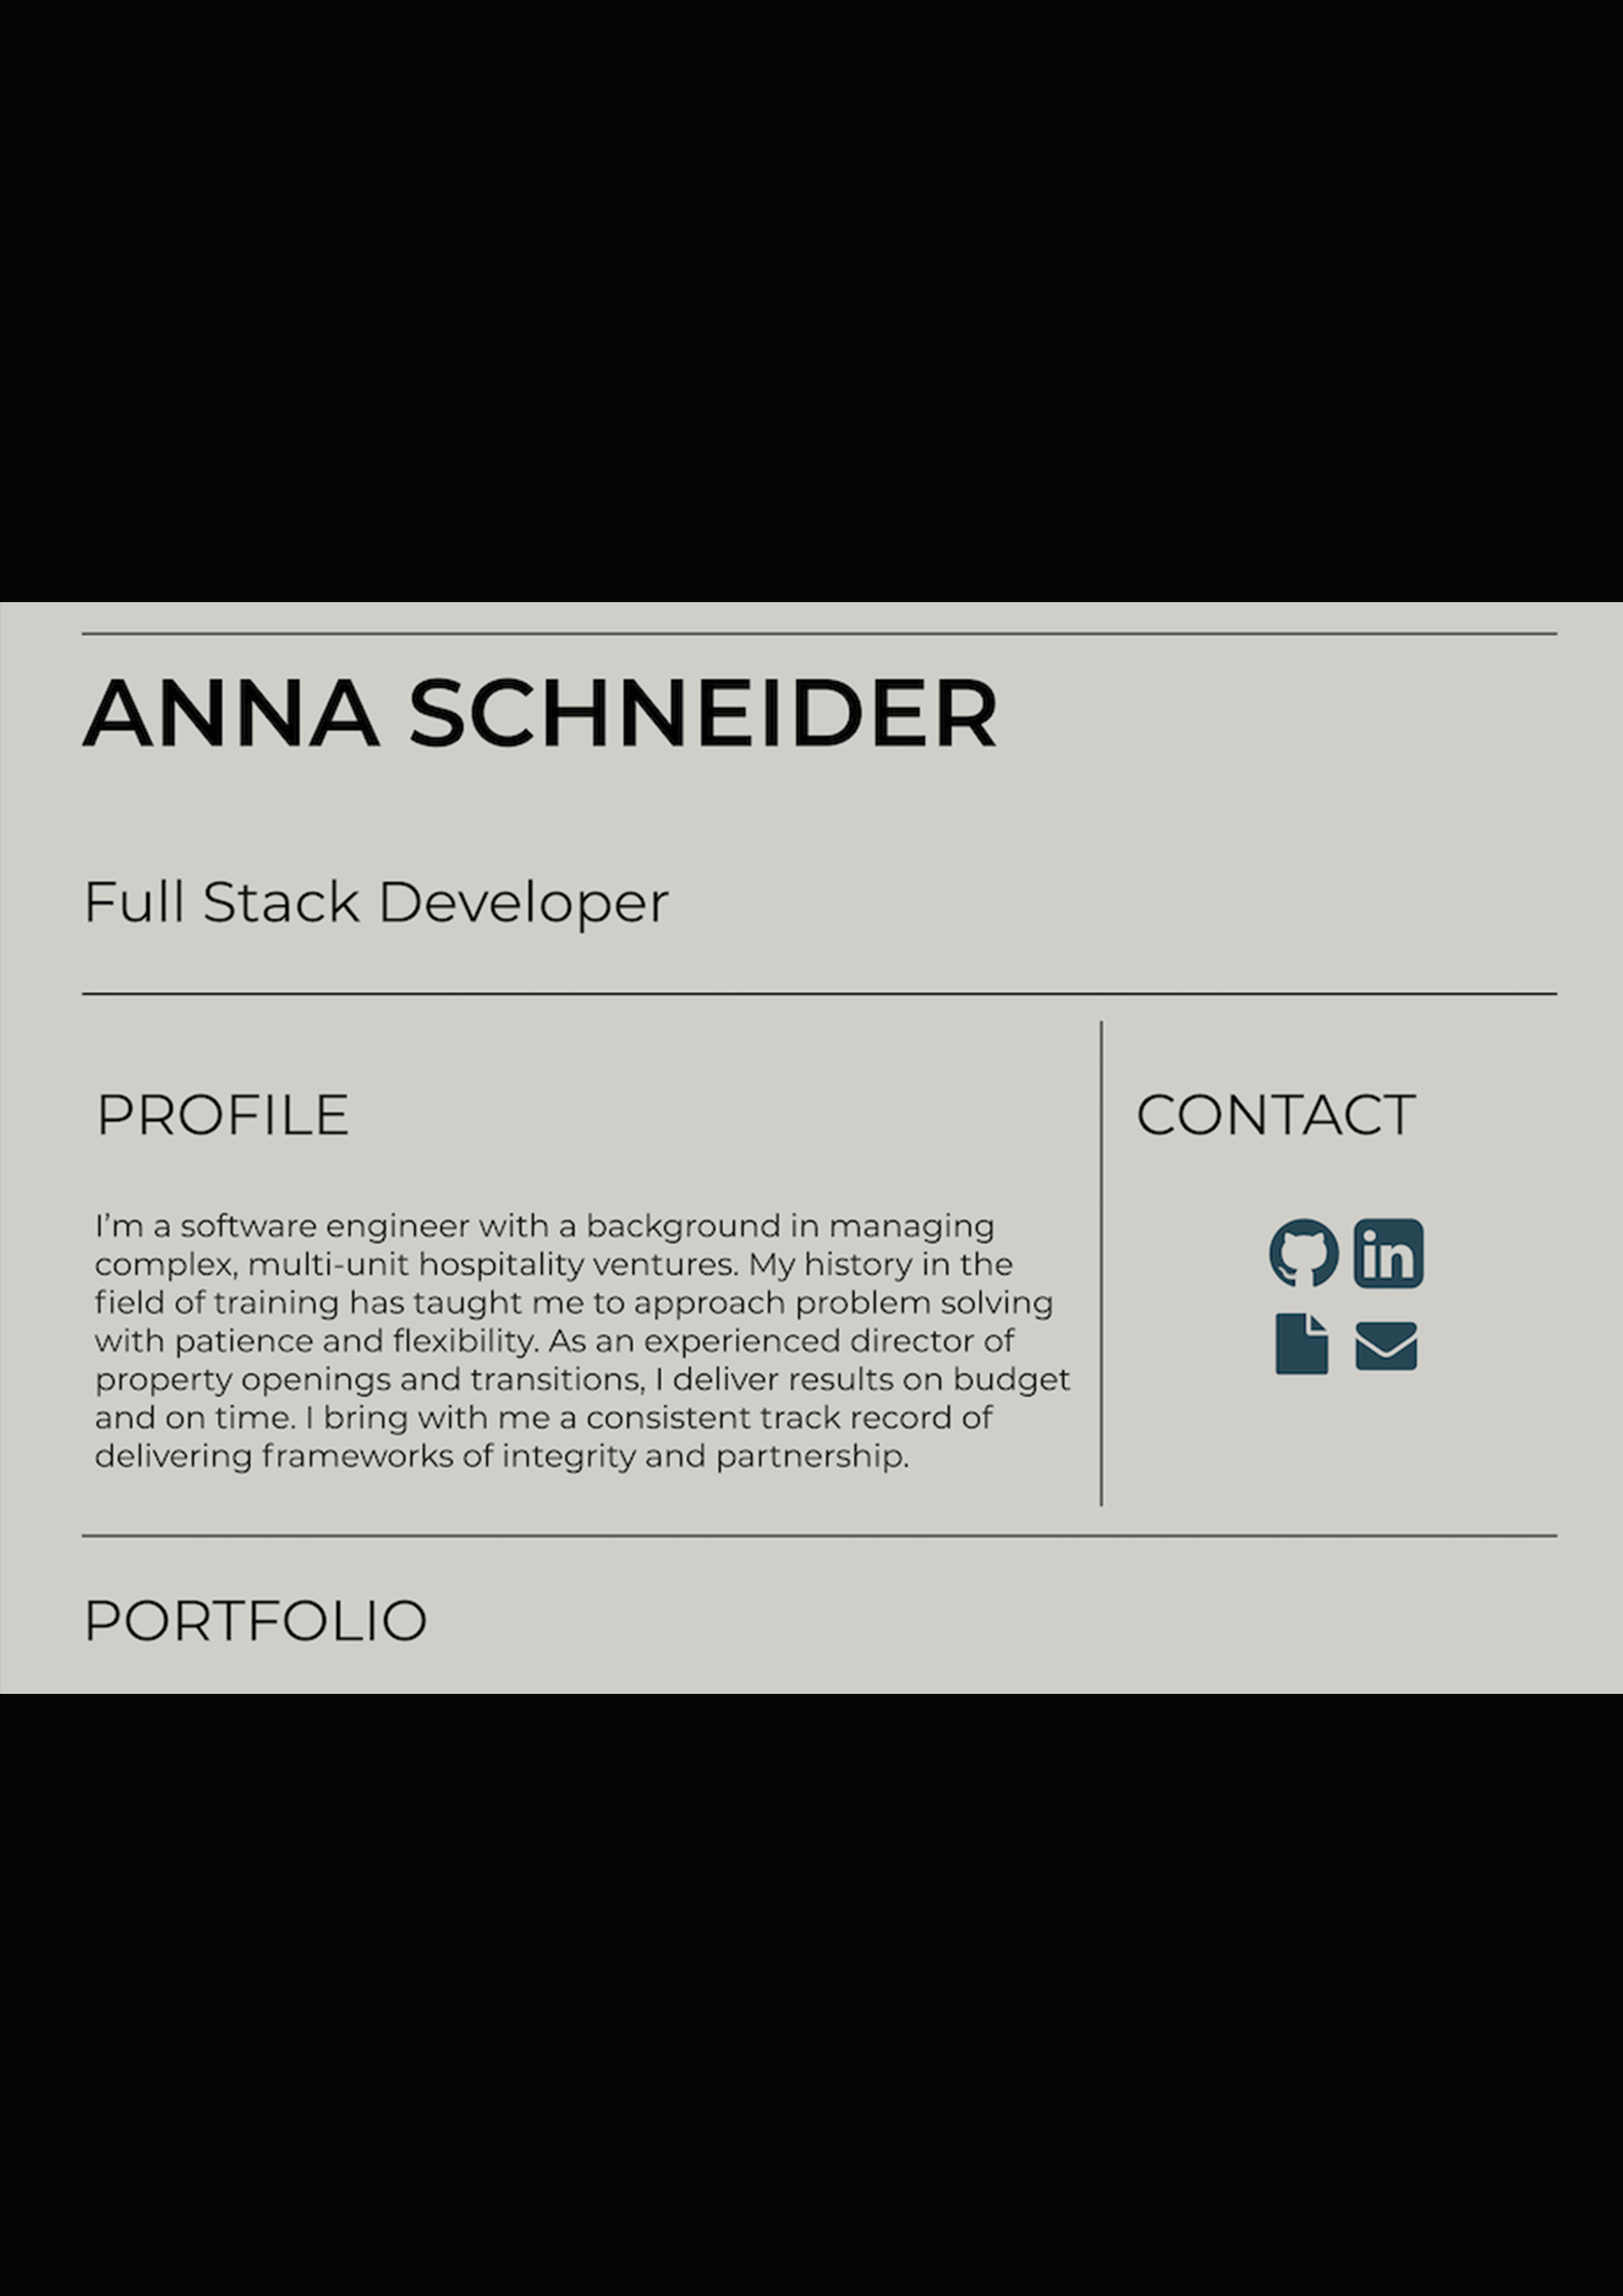 ANNA SCHNEIDER
Full Stack Developer
PROFILE
I’m a software engineer with a background in managing
complex, multi-unit hospitality ventures. My history in the
field of training has taught me to approach problem solving
with patience and flexibility. As an experienced director of
property openings and transitions, I deliver results on budget
and on time. I bring with me a consistent track record of
delivering frameworks of integrity and partnership.
CONTACT
in
PORTFOLIO